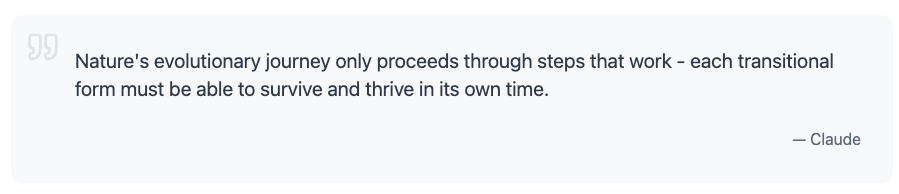 Nature's evolutionary journey only proceeds through steps that work - each transitional
form must be able to survive and thrive in its own time.
— Claude